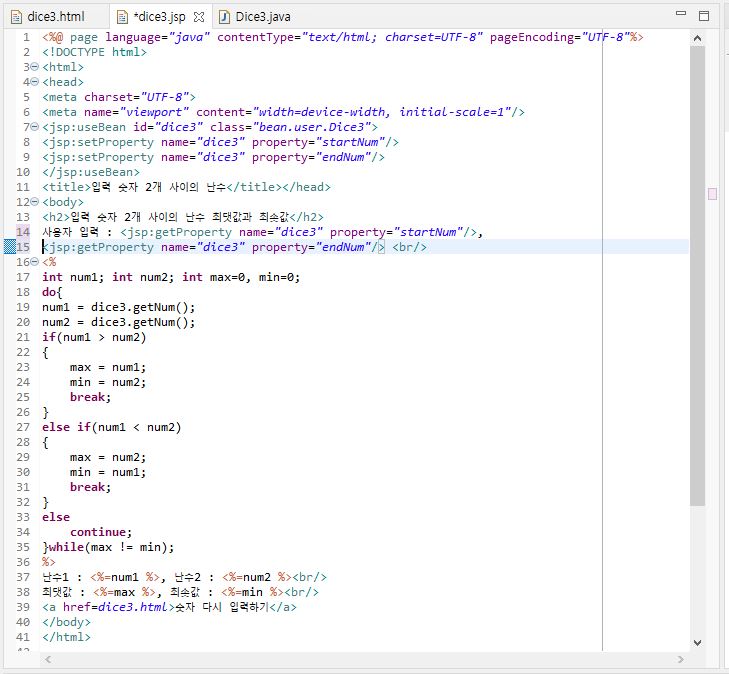 dice3.html *dice3.jsp Dice3.java
1 <%@ page language="java" contentType="text/html; charset=UTF-8" pageEncoding="UTF-8"%>
2 <!DOCTYPE html>
3 <html>
4 <head>
5 <meta charset="UTF-8">
6 <meta name="viewport" content="width=device-width, initial-scale=1"/>
7 <jsp:useBean id="dice3" class="bean.user.Dice3">
8 <jsp:setProperty name="dice3" property="startNum"/>
9 <jsp:setProperty name="dice3" property="endNum"/>
10 </jsp:useBean>
11 <title>입력 숫자 2개 사이의 난수</title></head>
12 <body>
13 <h2>입력 숫자 2개 사이의 난수 최댓값과 최솟값</h2>
14 사용자 입력 : <jsp:getProperty name="dice3" property="startNum"/>,
15 <jsp:getProperty name="dice3" property="endNum"/> <br/>
16 <%
17 int num1; int num2; int max=0, min=0;
18 do{
19 num1 = dice3.getNum();
20 num2 = dice3.getNum();
21 if(num1 > num2)
22 {
23 max = num1;
24 min = num2;
25 break;
26 }
27 else if(num1 < num2)
28 {
29 max = num2;
30 min = num1;
31 break;
32 }
33 else
34 continue;
35 }while(max != min);
36 %>
37 난수1 : <%=num1 %>, 난수2 : <%=num2 %><br/>
38 최댓값 : <%=max %>, 최솟값 : <%=min %><br/>
39 <a href=dice3.html>숫자 다시 입력하기</a>
40 </body>
41 </html>